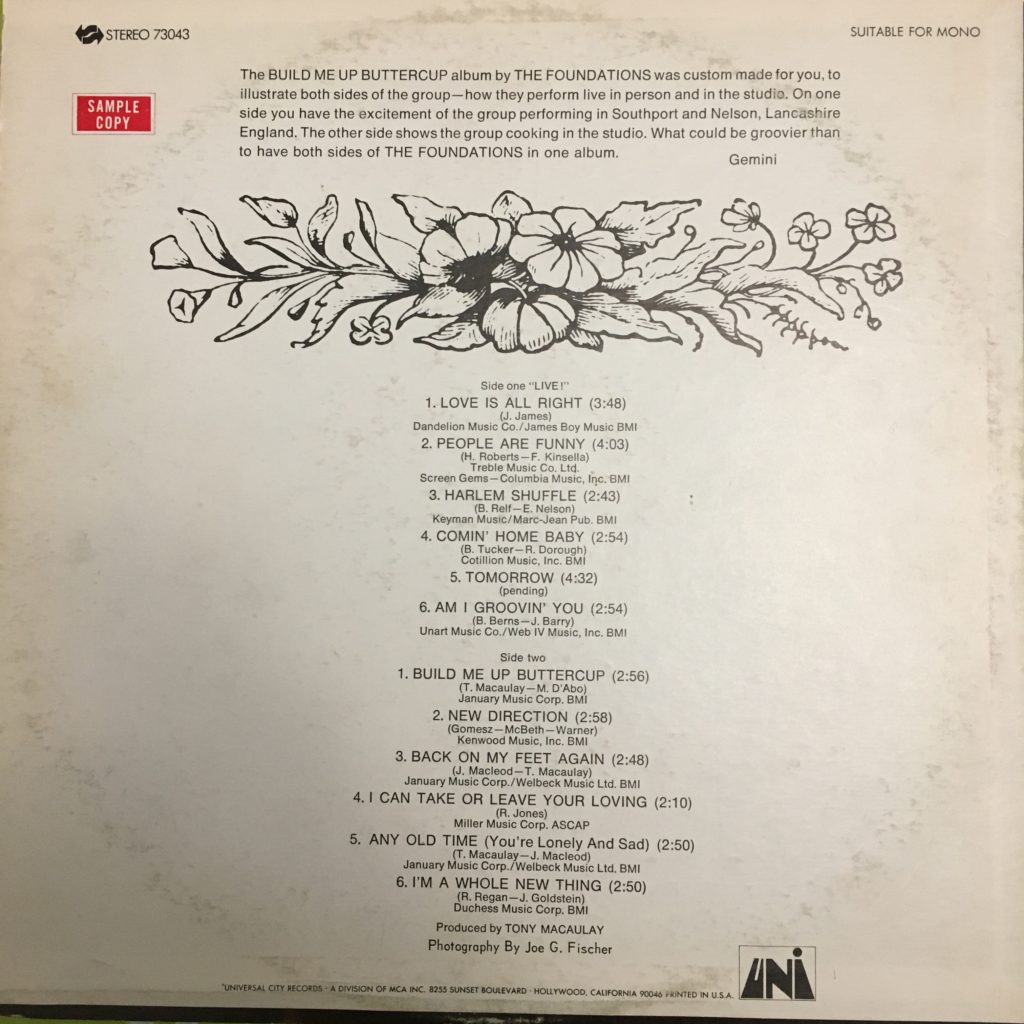 STEREO 73043
SUITABLE FOR MONO
SAMPLE
COPY
The BUILD ME UP BUTTERCUP album by THE FOUNDATIONS was custom made for you, to
illustrate both sides of the group—how they perform live in person and in the studio. On one
side you have the excitement of the group performing in Southport and Nelson, Lancashire
England. The other side shows the group cooking in the studio. What could be groovier than
to have both sides of THE FOUNDATIONS in one album.
Gemini
Side one "LIVE!"
1. LOVE IS ALL RIGHT (3:48)
(J. James)
Dandelion Music Co./James Boy Music BMI
2. PEOPLE ARE FUNNY (4:03)
(H. Roberts—F. Kinsella)
Treble Music Co. Ltd.
Screen Gems—Columbia Music, Inc. BMI
3. HARLEM SHUFFLE (2:43)
(B. Relf—E. Nelson)
Keyman Music/Marc-Jean Pub. BMI
4. COMIN' HOME BABY (2:54)
(B. Tucker—R. Dorough)
Cotillion Music, Inc. BMI
5. TOMORROW (4:32)
(pending)
6. AM I GROOVIN' YOU (2:54)
(B. Berns—J. Barry)
Unart Music Co./Web IV Music, Inc. BMI
Side two
1. BUILD ME UP BUTTERCUP (2:56)
(T. Macaulay—M. D'Abo)
January Music Corp. BMI
2. NEW DIRECTION (2:58)
(Gomesz—McBeth—Warner)
Kenwood Music, Inc. BMI
3. BACK ON MY FEET AGAIN (2:48)
(J. Macleod—T. Macaulay)
January Music Corp./Welbeck Music Ltd. BMI
4. I CAN TAKE OR LEAVE YOUR LOVING (2:10)
(R. Jones)
Miller Music Corp. ASCAP
5. ANY OLD TIME (You're Lonely And Sad) (2:50)
(T. Macaulay—J. Macleod)
January Music Corp./Welbeck Music Ltd. BMI
6. I'M A WHOLE NEW THING (2:50)
(R. Regan—J. Goldstein)
Duchess Music Corp. BMI
Produced by TONY MACAULAY
Photography By Joe G. Fischer
UNI
UNIVERSAL CITY RECORDS · A DIVISION OF MCA INC. 8255 SUNSET BOULEVARD · HOLLYWOOD, CALIFORNIA 90046 PRINTED IN U.S.A.